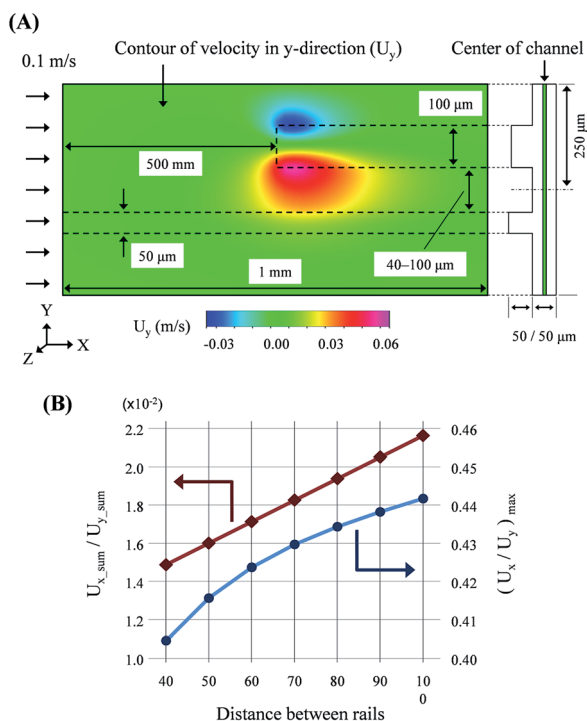 (A)
Contour of velocity in y-direction (Uy)
Center of channel
0.1 m/s
100 µm
250 µm
500 mm
50 µm
40–100 µm
1 mm
50 / 50 µm
Y
X
Z
Uy (m/s)
-0.03 0.00 0.03 0.06
(B)
(x10-2)
2.2
2.0
1.8
1.6
1.4
1.2
1.0
Ux_sum / Uy_sum
0.46
0.45
0.44
0.43
0.42
0.41
0.40
( Ux / Uy ) max
40 50 60 70 80 90 10
0
Distance between rails